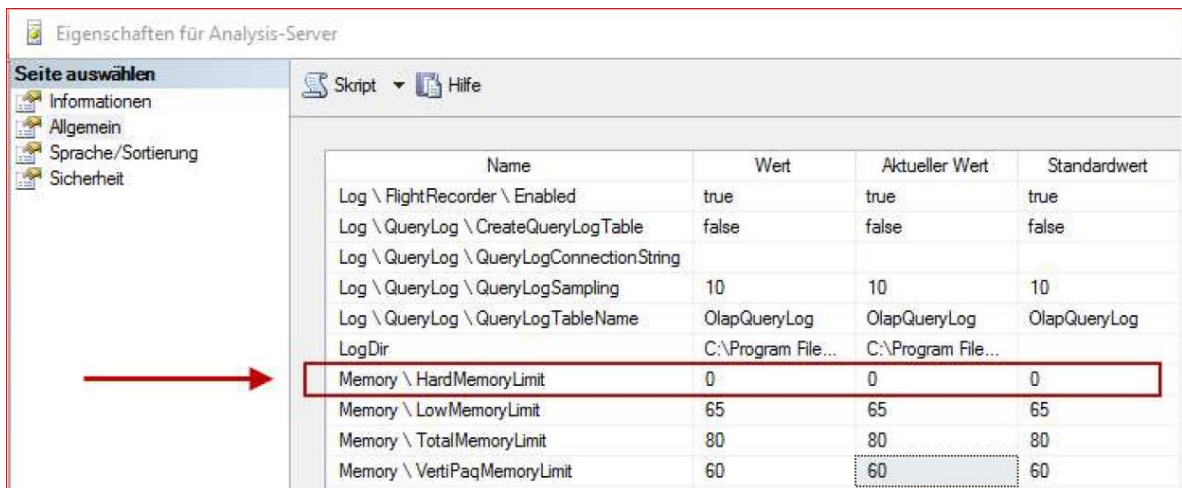 Eigenschaften für Analysis-Server
Seite auswählen
Informationen
Allgemein
Sprache/Sortierung
Sicherheit
Skript Hilfe
Name Wert Aktueller Wert Standardwert
Log \ FlightRecorder \ Enabled true true true
Log \ QueryLog \ CreateQueryLogTable false false false
Log \ QueryLog \ QueryLogConnectionString
Log \ QueryLog \ QueryLogSampling 10 10 10
Log \ QueryLog \ QueryLogTableName OlapQueryLog OlapQueryLog OlapQueryLog
LogDir C:\Program File... C:\Program File...
Memory \ HardMemoryLimit 0 0 0
Memory \ LowMemoryLimit 65 65 65
Memory \ TotalMemoryLimit 80 80 80
Memory \ VertiPaqMemoryLimit 60 60 60